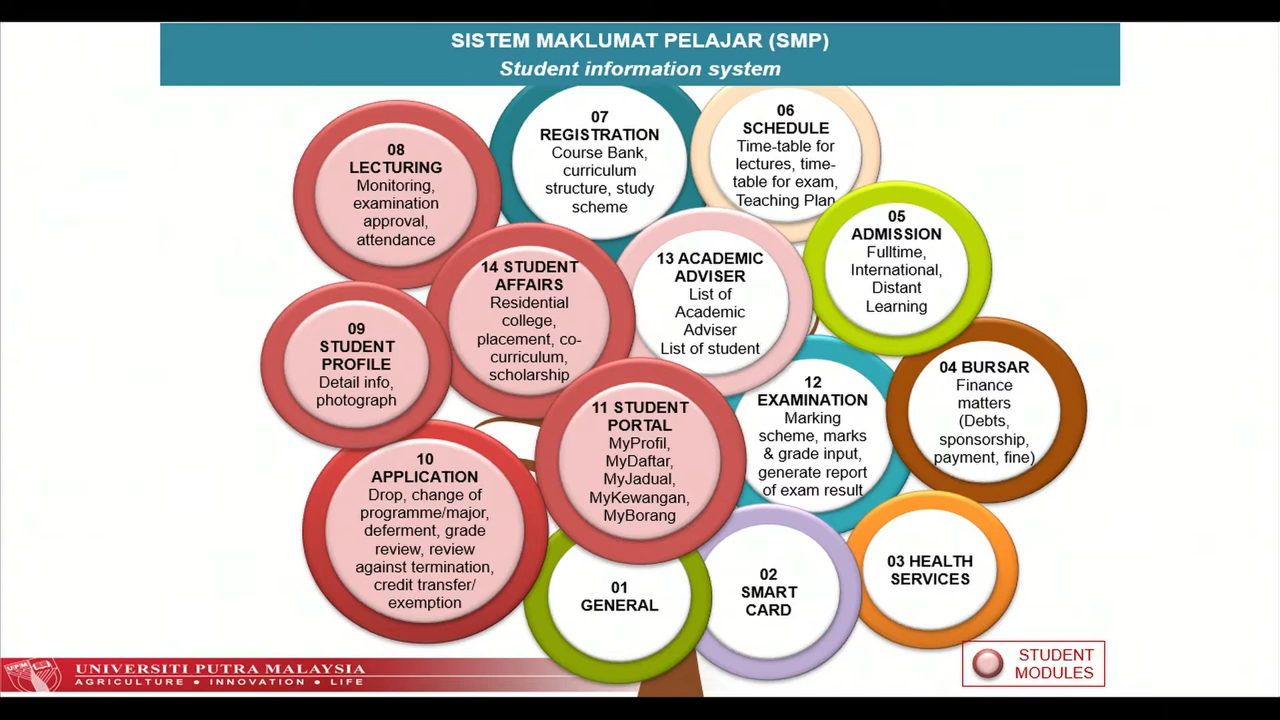 SISTEM MAKLUMAT PELAJAR (SMP)
Student information system
07
REGISTRATION
Course Bank,
curriculum
structure, study
scheme
06
SCHEDULE
Time-table for
lectures, time-
table for exam,
Teaching Plan
08
LECTURING
Monitoring,
examination
approval,
attendance
05
ADMISSION
Fulltime,
International,
Distant
Learning
14 STUDENT
AFFAIRS
Residential
college,
placement, co-
curriculum,
scholarship
13 ACADEMIC
ADVISER
List of
Academic
Adviser
List of student
09
STUDENT
PROFILE
Detail info,
photograph
04 BURSAR
Finance
matters
(Debts,
sponsorship,
payment, fine)
12
EXAMINATION
Marking
scheme, marks
& grade input,
generate report
of exam result
11 STUDENT
PORTAL
MyProfil,
MyDaftar,
MyJadual,
MyKewangan,
MyBorang
10
APPLICATION
Drop, change of
programme/major,
deferment, grade
review, review
against termination,
credit transfer/
exemption
01
GENERAL
02
SMART
CARD
03 HEALTH
SERVICES
UPM
UNIVERSITI PUTRA MALAYSIA
AGRICULTURE • INNOVATION • LIFE
STUDENT
MODULES